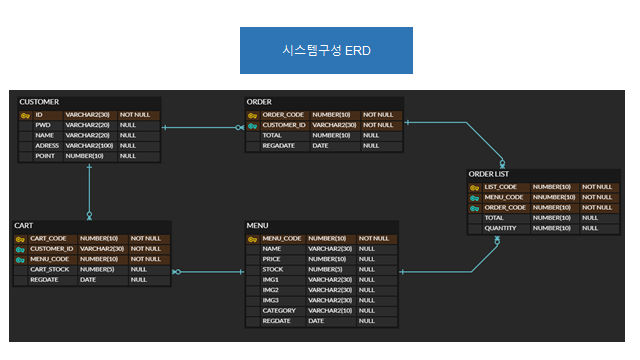 시스템구성 ERD
CUSTOMER
ID VARCHAR2(30) NOT NULL
PWD VARCHAR2(20) NULL
NAME VARCHAR2(20) NULL
ADRESS VARCHAR2(100) NULL
POINT NUMBER(10) NULL
ORDER
ORDER_CODE NUMBER(10) NOT NULL
CUSTOMER_ID VARCHAR2(30) NOT NULL
TOTAL NUMBER(10) NULL
REGADATE DATE NULL
ORDER LIST
LIST_CODE NUMBER(10) NOT NULL
MENU_CODE NNUMBER(10) NOT NULL
ORDER_CODE NUMBER(10) NOT NULL
TOTAL NUMBER(10) NULL
QUANTITY NUMBER(10) NULL
CART
CART_CODE NUMBER(10) NOT NULL
CUSTOMER_ID VARCHAR2(30) NOT NULL
MENU_CODE NUMBER(10) NOT NULL
CART_STOCK NUMBER(5) NULL
REGDATE DATE NULL
MENU
MENU_CODE NUMBER(10) NOT NULL
NAME VARCHAR2(30) NULL
PRICE NUMBER(10) NULL
STOCK NUMBER(5) NULL
IMG1 VARCHAR2(30) NULL
IMG2 VARCHAR2(30) NULL
IMG3 VARCHAR2(30) NULL
CATEGORY VARCHAR2(10) NULL
REGDATE DATE NULL